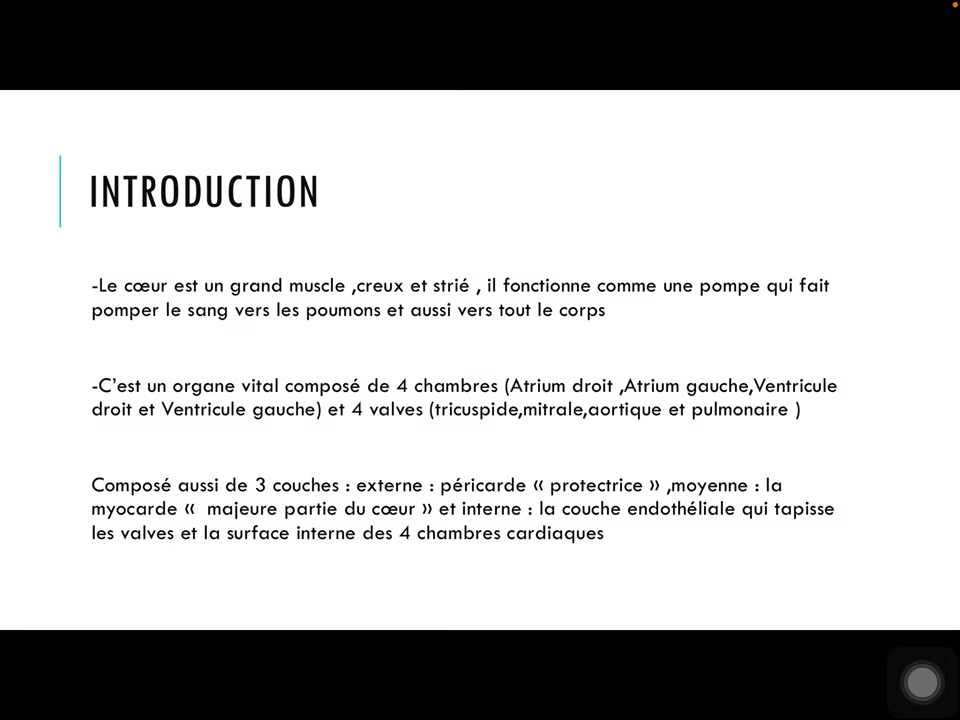 INTRODUCTION
-Le cœur est un grand muscle ,creux et strié , il fonctionne comme une pompe qui fait
pomper le sang vers les poumons et aussi vers tout le corps
-C’est un organe vital composé de 4 chambres (Atrium droit ,Atrium gauche,Ventricule
droit et Ventricule gauche) et 4 valves (tricuspide,mitrale,aortique et pulmonaire )
Composé aussi de 3 couches : externe : péricarde « protectrice » ,moyenne : la
myocarde «  majeure partie du cœur » et interne : la couche endothéliale qui tapisse
les valves et la surface interne des 4 chambres cardiaques